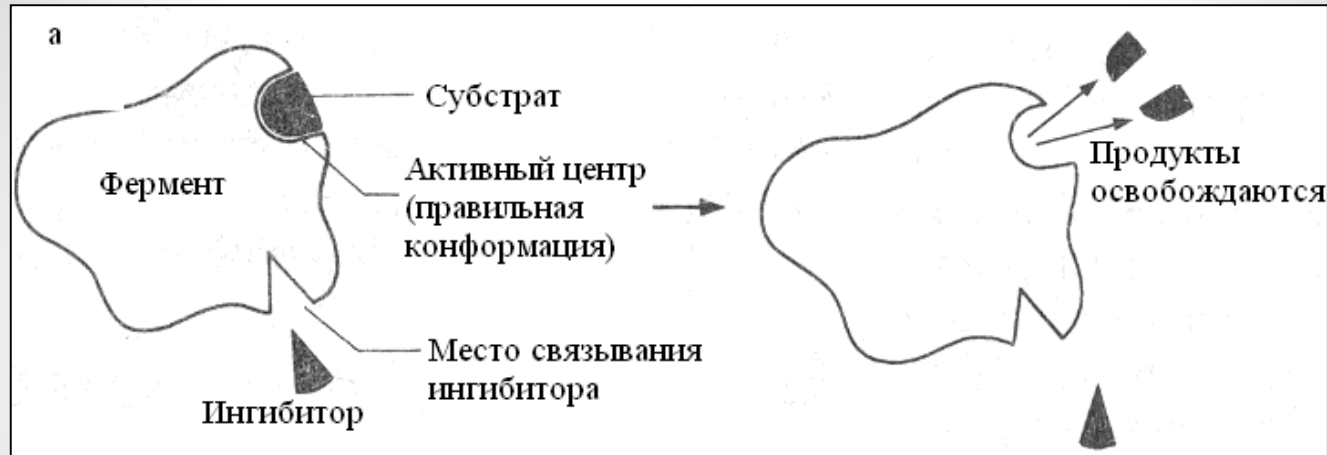 а
Субстрат
Фермент
Активный центр
(правильная
конформация)
Место связывания
ингибитора
Ингибитор
Продукты
освобождаются